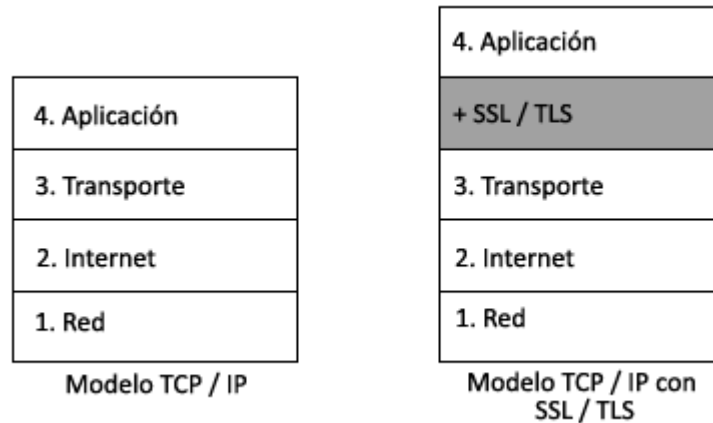 4. Aplicación
3. Transporte
2. Internet
1. Red
Modelo TCP / IP
4. Aplicación
+ SSL / TLS
3. Transporte
2. Internet
1. Red
Modelo TCP / IP con
SSL / TLS